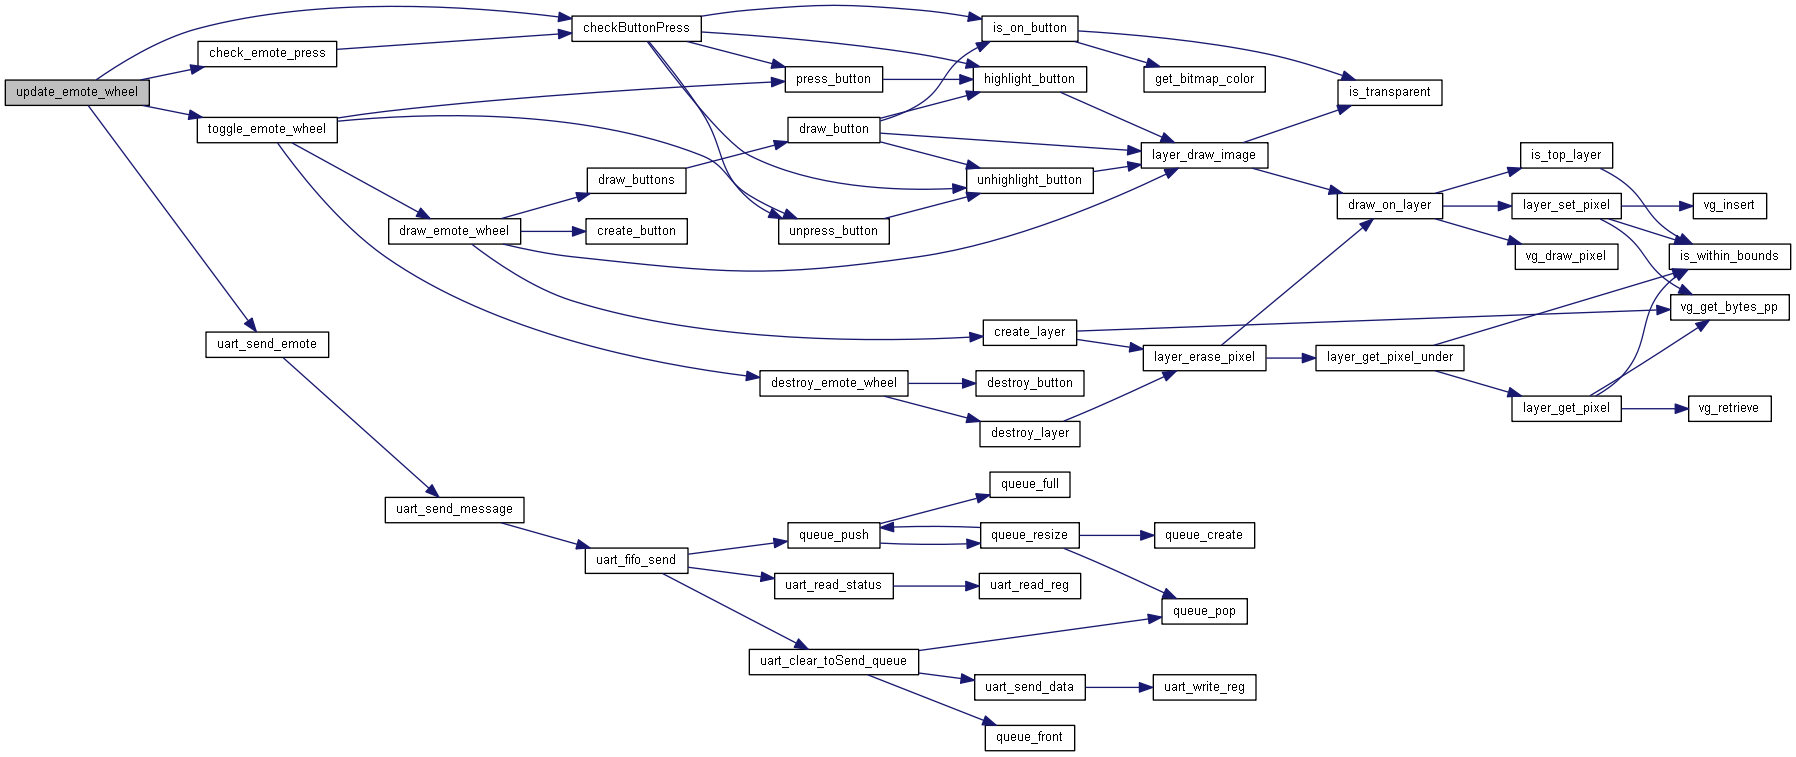 update_emote_wheel
check_emote_press
toggle_emote_wheel
uart_send_emote
draw_emote_wheel
uart_send_message
checkButtonPress
draw_buttons
create_button
uart_fifo_send
press_button
draw_button
unpress_button
destroy_emote_wheel
queue_push
uart_read_status
uart_clear_toSend_queue
is_on_button
highlight_button
unhighlight_button
create_layer
destroy_button
destroy_layer
queue_full
queue_resize
uart_read_reg
uart_send_data
queue_front
get_bitmap_color
layer_draw_image
layer_erase_pixel
queue_create
queue_pop
uart_write_reg
is_transparent
draw_on_layer
layer_get_pixel_under
is_top_layer
layer_set_pixel
vg_draw_pixel
layer_get_pixel
vg_insert
is_within_bounds
vg_get_bytes_pp
vg_retrieve